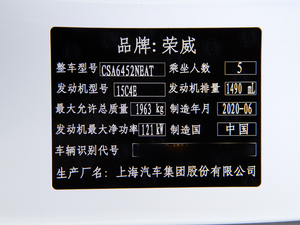 品牌:荣威
整车型号 CSA6452NEAT 乘坐人数 5
发动机型号 15C4E 发动机排量 1490 mL
最大允许总质量 1963 kg 制造年月 2020-06
发动机最大净功率 121 kW 制造国 中国
车辆识别代号
生产厂名: 上海汽车集团股份有限公司